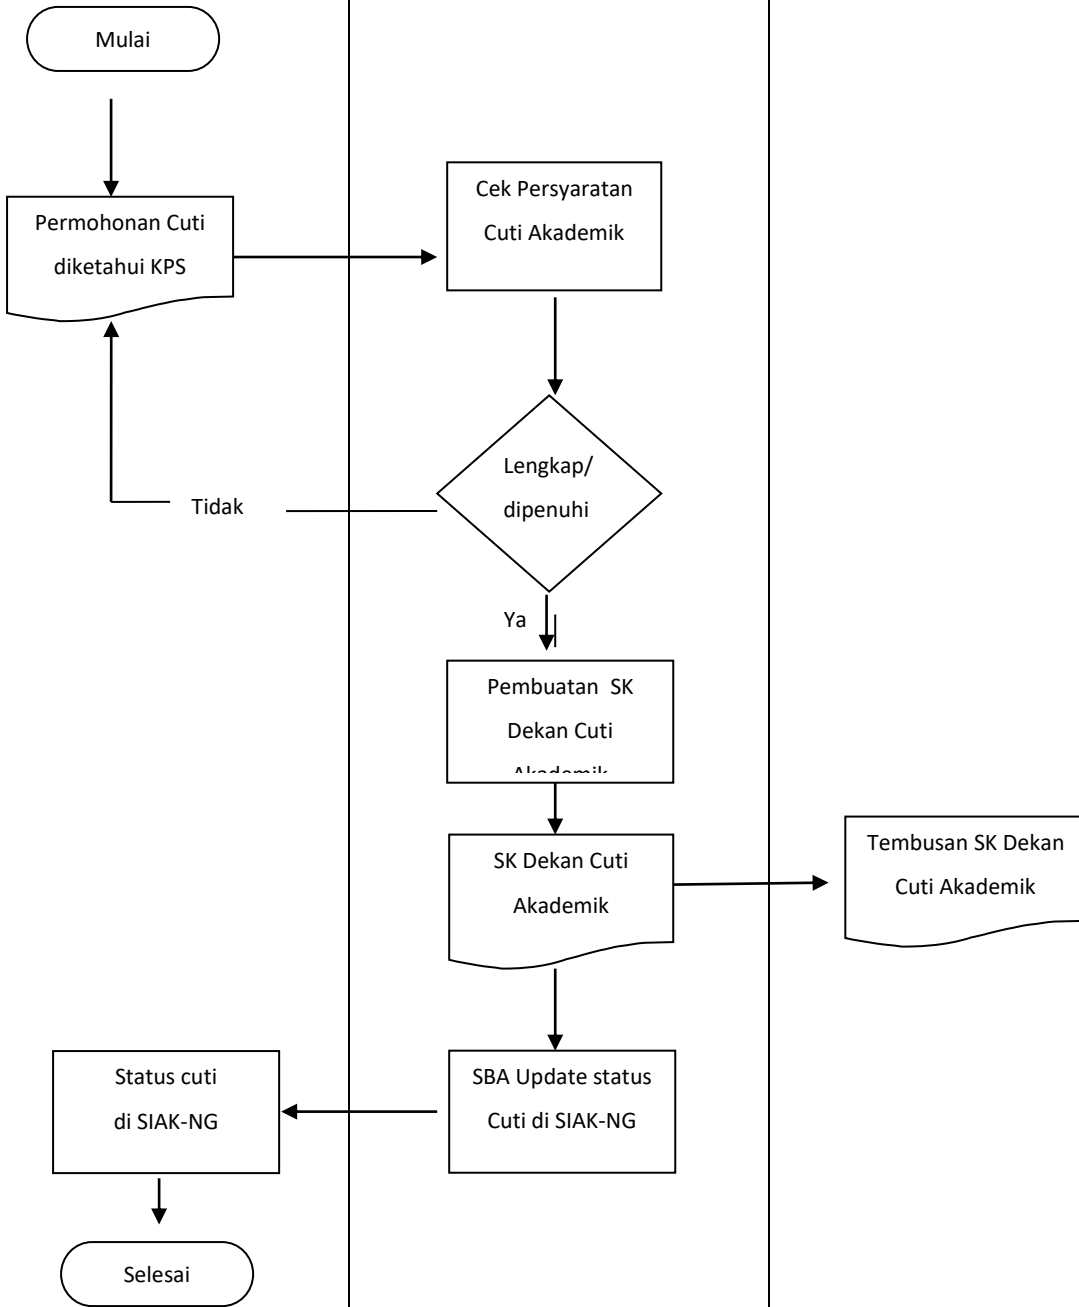 Mulai
Permohonan Cuti
diketahui KPS
Cek Persyaratan
Cuti Akademik
Lengkap/
dipenuhi
Tidak
Ya
Pembuatan SK
Dekan Cuti
Akademik
SK Dekan Cuti
Akademik
Tembusan SK Dekan
Cuti Akademik
SBA Update status
Cuti di SIAK-NG
Status cuti
di SIAK-NG
Selesai